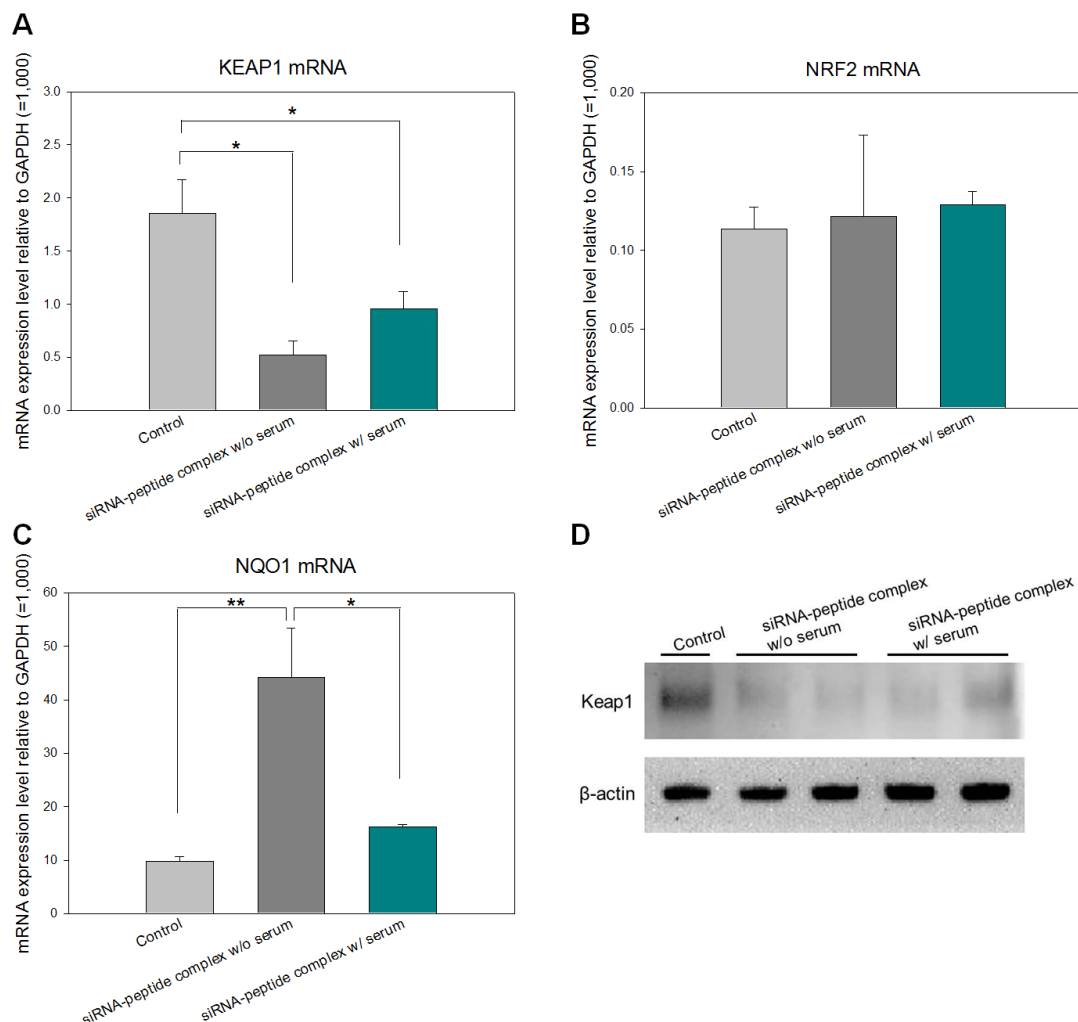 A
KEAP1 mRNA
mRNA expression level relative to GAPDH (=1,000)
3.0
2.5
2.0
1.5
1.0
0.5
0.0
*
*
Control
siRNA-peptide complex w/o serum
siRNA-peptide complex w/ serum
B
NRF2 mRNA
mRNA expression level relative to GAPDH (=1,000)
0.20
0.15
0.10
0.05
0.00
Control
siRNA-peptide complex w/o serum
siRNA-peptide complex w/ serum
C
NQO1 mRNA
mRNA expression level relative to GAPDH (=1,000)
60
50
40
30
20
10
0
**
*
Control
siRNA-peptide complex w/o serum
siRNA-peptide complex w/ serum
D
Control
siRNA-peptide complex
w/o serum
siRNA-peptide complex
w/ serum
Keap1
β-actin